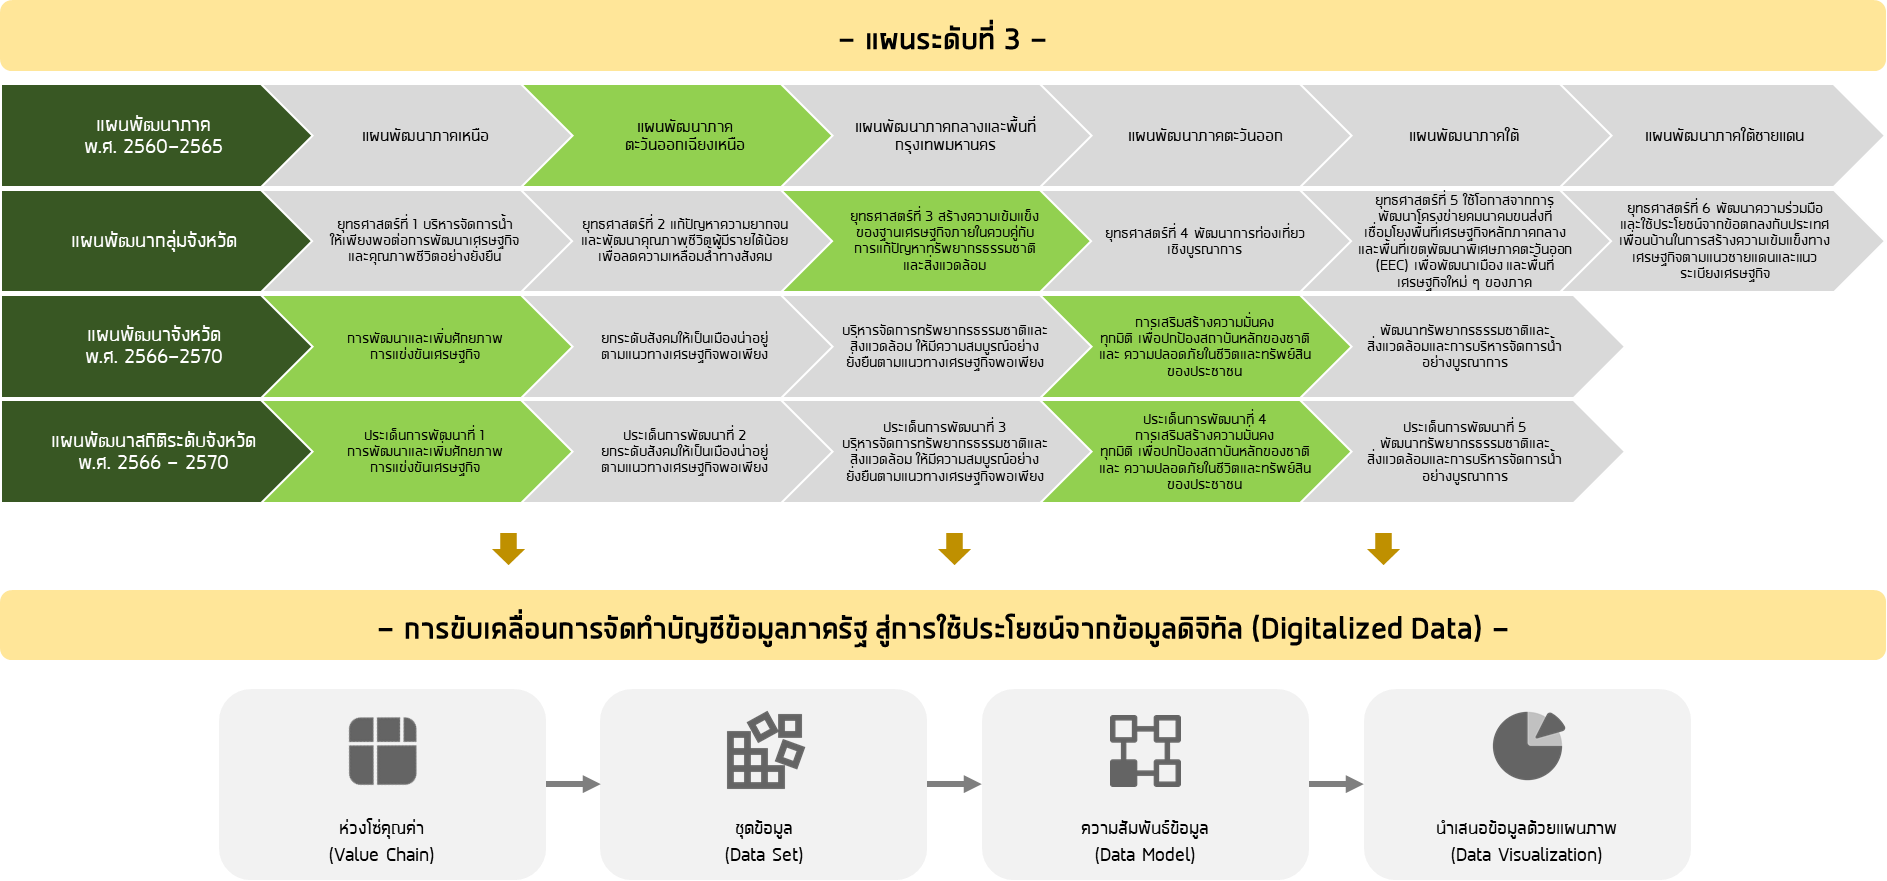 – แผนระดับที่ 3 –
แผนพัฒนาภาค
พ.ศ. 2560–2565
แผนพัฒนาภาคเหนือ
แผนพัฒนาภาค
ตะวันออกเฉียงเหนือ
แผนพัฒนาภาคกลางและพื้นที่
กรุงเทพมหานคร
แผนพัฒนาภาคตะวันออก
แผนพัฒนาภาคใต้
แผนพัฒนาภาคใต้ชายแดน
แผนพัฒนากลุ่มจังหวัด
ยุทธศาสตร์ที่ 1 บริหารจัดการน้ำ
ให้เพียงพอต่อการพัฒนาเศรษฐกิจ
และคุณภาพชีวิตอย่างยั่งยืน
ยุทธศาสตร์ที่ 2 แก้ปัญหาความยากจน
และพัฒนาคุณภาพชีวิตผู้มีรายได้น้อย
เพื่อลดความเหลื่อมล้ำทางสังคม
ยุทธศาสตร์ที่ 3 สร้างความเข้มแข็ง
ของฐานเศรษฐกิจภายในควบคู่กับ
การแก้ปัญหาทรัพยากรธรรมชาติ
และสิ่งแวดล้อม
ยุทธศาสตร์ที่ 4 พัฒนาการท่องเที่ยว
เชิงบูรณาการ
ยุทธศาสตร์ที่ 5 ใช้โอกาสจากการ
พัฒนาโครงข่ายคมนาคมขนส่งที่
เชื่อมโยงพื้นที่เศรษฐกิจหลักภาคกลาง
และพื้นที่เขตพัฒนาพิเศษภาคตะวันออก
(EEC) เพื่อพัฒนาเมือง และพื้นที่
เศรษฐกิจใหม่ ๆ ของภาค
ยุทธศาสตร์ที่ 6 พัฒนาความร่วมมือ
และใช้ประโยชน์จากข้อตกลงกับประเทศ
เพื่อนบ้านในการสร้างความเข้มแข็งทาง
เศรษฐกิจตามแนวชายแดนและแนว
ระเบียงเศรษฐกิจ
แผนพัฒนาจังหวัด
พ.ศ. 2566–2570
การพัฒนาและเพิ่มศักยภาพ
การแข่งขันเศรษฐกิจ
ยกระดับสังคมให้เป็นเมืองน่าอยู่
ตามแนวทางเศรษฐกิจพอเพียง
บริหารจัดการทรัพยากรธรรมชาติและ
สิ่งแวดล้อม ให้มีความสมบูรณ์อย่าง
ยั่งยืนตามแนวทางเศรษฐกิจพอเพียง
การเสริมสร้างความมั่นคง
ทุกมิติ เพื่อปกป้องสถาบันหลักของชาติ
และ ความปลอดภัยในชีวิตและทรัพย์สิน
ของประชาชน
พัฒนาทรัพยากรธรรมชาติและ
สิ่งแวดล้อมและการบริหารจัดการน้ำ
อย่างบูรณาการ
แผนพัฒนาสถิติระดับจังหวัด
พ.ศ. 2566 – 2570
ประเด็นการพัฒนาที่ 1
การพัฒนาและเพิ่มศักยภาพ
การแข่งขันเศรษฐกิจ
ประเด็นการพัฒนาที่ 2
ยกระดับสังคมให้เป็นเมืองน่าอยู่
ตามแนวทางเศรษฐกิจพอเพียง
ประเด็นการพัฒนาที่ 3
บริหารจัดการทรัพยากรธรรมชาติและ
สิ่งแวดล้อม ให้มีความสมบูรณ์อย่าง
ยั่งยืนตามแนวทางเศรษฐกิจพอเพียง
ประเด็นการพัฒนาที่ 4
การเสริมสร้างความมั่นคง
ทุกมิติ เพื่อปกป้องสถาบันหลักของชาติ
และ ความปลอดภัยในชีวิตและทรัพย์สิน
ของประชาชน
ประเด็นการพัฒนาที่ 5
พัฒนาทรัพยากรธรรมชาติและ
สิ่งแวดล้อมและการบริหารจัดการน้ำ
อย่างบูรณาการ
– การขับเคลื่อนการจัดทำบัญชีข้อมูลภาครัฐ สู่การใช้ประโยชน์จากข้อมูลดิจิทัล (Digitalized Data) –
ห่วงโซ่คุณค่า
(Value Chain)
ชุดข้อมูล
(Data Set)
ความสัมพันธ์ข้อมูล
(Data Model)
นำเสนอข้อมูลด้วยแผนภาพ
(Data Visualization)